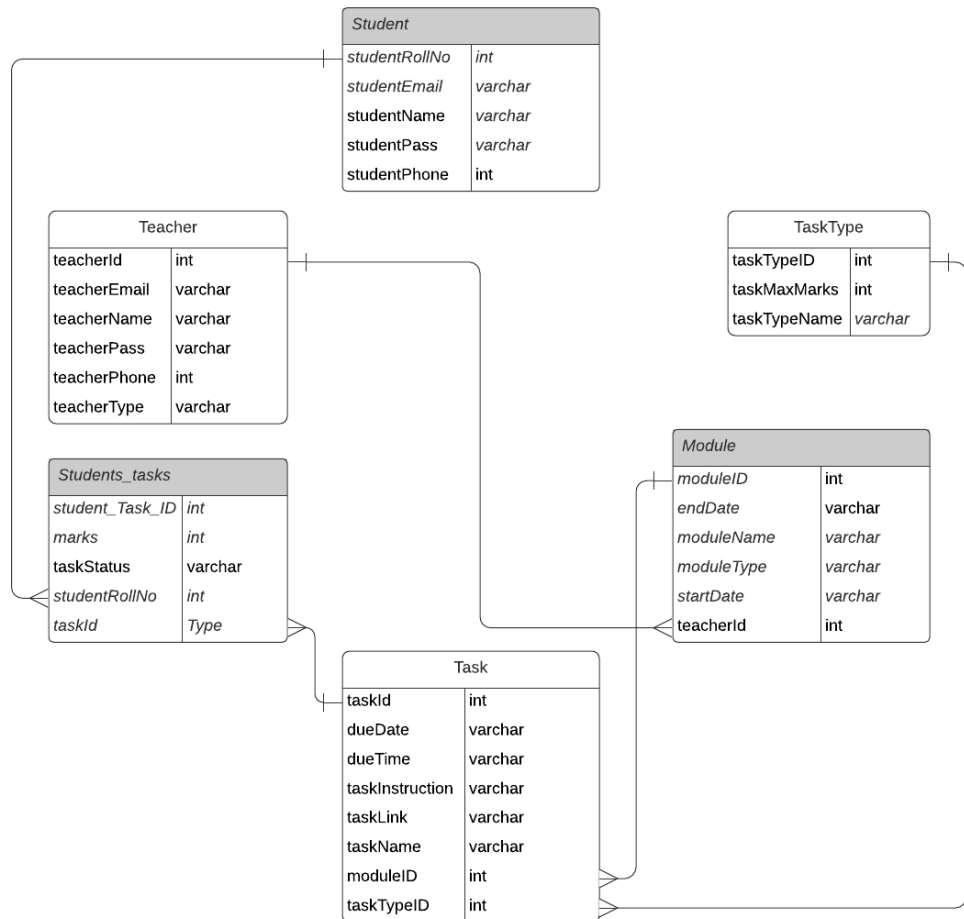 Student
studentRollNo int
studentEmail varchar
studentName varchar
studentPass varchar
studentPhone int
Teacher
teacherId int
teacherEmail varchar
teacherName varchar
teacherPass varchar
teacherPhone int
teacherType varchar
TaskType
taskTypeID int
taskMaxMarks int
taskTypeName varchar
Students_tasks
student_Task_ID int
marks int
taskStatus varchar
studentRollNo int
taskId Type
Module
moduleID int
endDate varchar
moduleName varchar
moduleType varchar
startDate varchar
teacherId int
Task
taskId int
dueDate varchar
dueTime varchar
taskInstruction varchar
taskLink varchar
taskName varchar
moduleID int
taskTypeID int